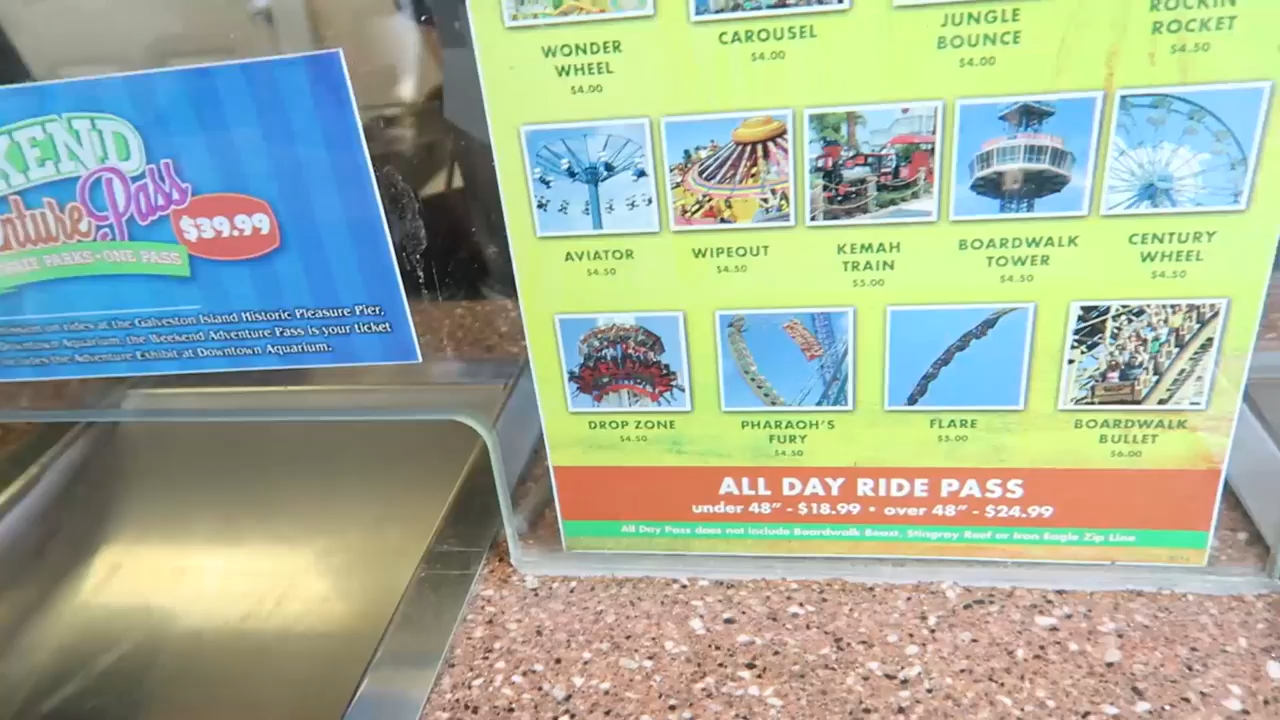 KEND
nture Pass
$39.99
PARKS • ONE PASS
on rides at the Galveston Island Historic Pleasure Pier,
Aquarium, the Weekend Adventure Pass is your ticket
the Adventure Exhibit at Downtown Aquarium.
WONDER
WHEEL
$4.00
CAROUSEL
$4.00
JUNGLE
BOUNCE
$4.00
ROCKIN
ROCKET
$4.50
AVIATOR
$4.50
WIPEOUT
$4.50
KEMAH
TRAIN
$5.00
BOARDWALK
TOWER
$4.50
CENTURY
WHEEL
$4.50
DROP ZONE
$4.50
PHARAOH'S
FURY
$4.50
FLARE
$5.00
BOARDWALK
BULLET
$6.00
ALL DAY RIDE PASS
under 48" - $18.99 • over 48" - $24.99
All Day Pass does not include Boardwalk Beast, Stingray Reef or Iron Eagle Zip Line